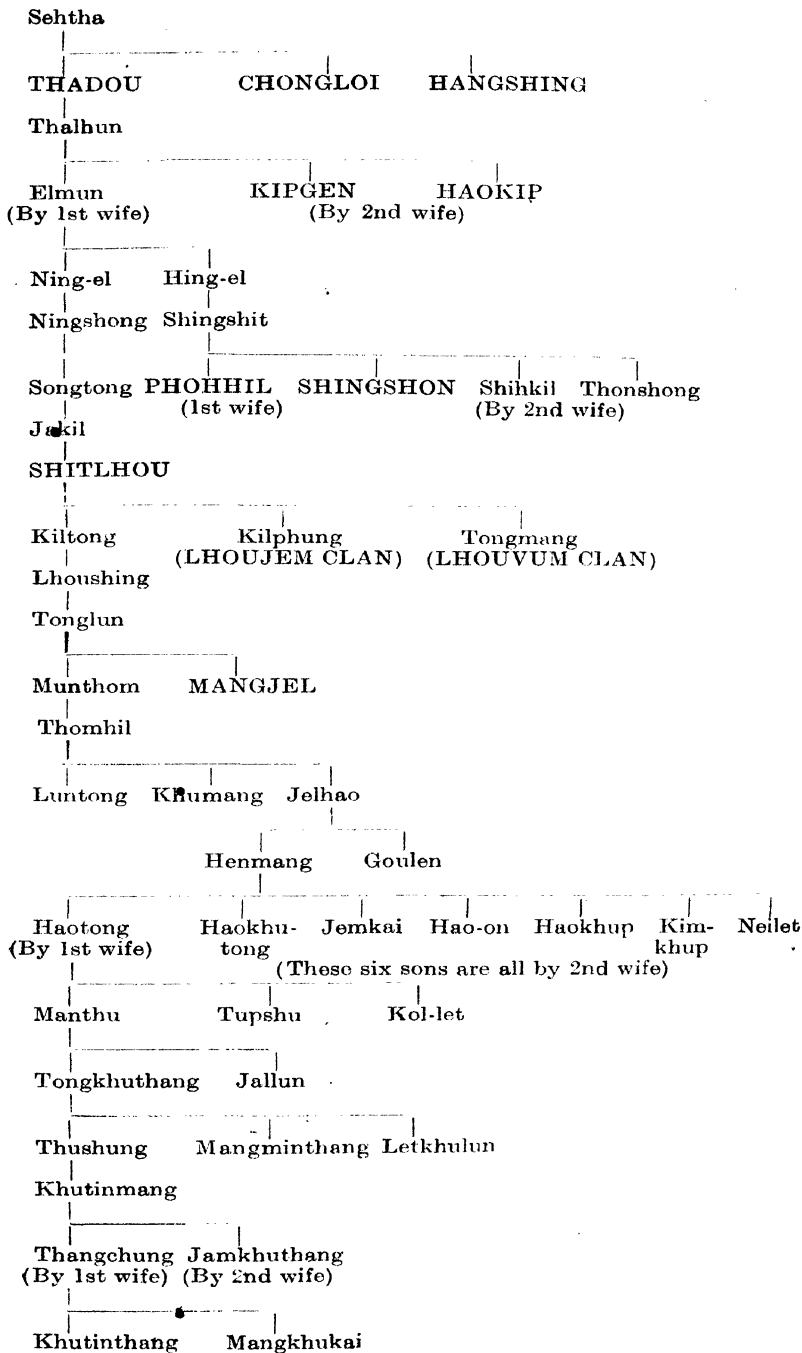 Sehtha
THADOU CHONGLOI HANGSHING
Thalhun
Elmun KIPGEN HAOKIP
(By 1st wife) (By 2nd wife)
Ning-el Hing-el
Ningshong Shingshit
Songtong PHOHHIL SHINGSHON Shihkil Thonshong
(1st wife) (By 2nd wife)
Jakil
SHITLHOU
Kiltong Kilphung Tongmang
(LHOUJEM CLAN) (LHOUVUM CLAN)
Lhoushing
Tonglun
Munthom MANGJEL
Thomhil
Luntong Khumang Jelhao
Henmang Goulen
Haotong Haokhu- Jemkai Hao-on Haokhup Kim- Neilet
(By 1st wife) tong khup
(These six sons are all by 2nd wife)
Manthu Tupshu Kol-let
Tongkhuthang Jallun
Thushung Mangminthang Letkhulun
Khutinmang
Thangchung Jamkhuthang
(By 1st wife) (By 2nd wife)
Khutinthang Mangkhukai